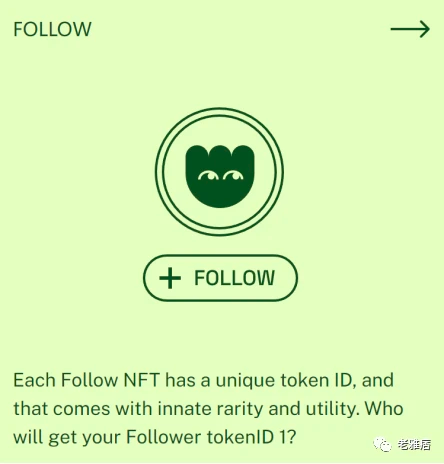 FOLLOW
FOLLOW
Each Follow NFT has a unique token ID, and
that comes with innate rarity and utility. Who
will get your Follower tokenID 1?
老雅痞